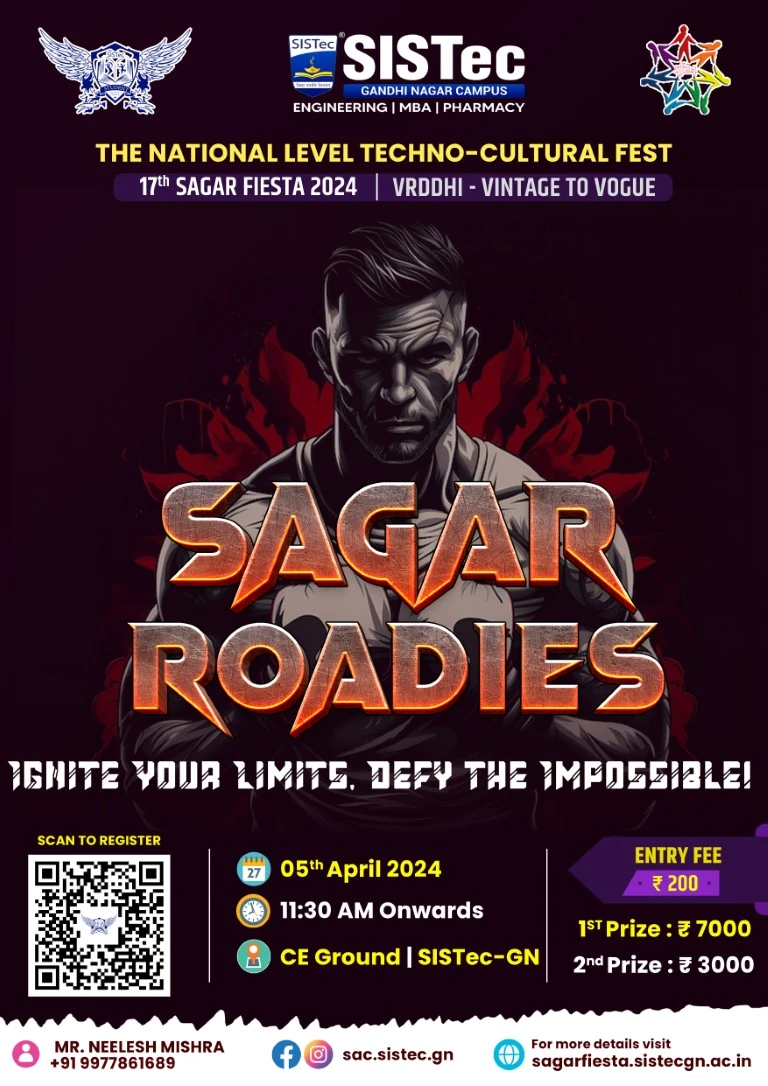 SISTec
SISTec®
GANDHI NAGAR CAMPUS
ENGINEERING | MBA | PHARMACY
THE NATIONAL LEVEL TECHNO-CULTURAL FEST
17th SAGAR FIESTA 2024 | VRDDHI - VINTAGE TO VOGUE
SAGAR
ROADIES
IGNITE YOUR LIMITS, DEFY THE IMPOSSIBLE!
SCAN TO REGISTER
27
05th April 2024
11:30 AM Onwards
CE Ground | SISTec-GN
ENTRY FEE
₹ 200
1ST Prize : ₹ 7000
2nd Prize : ₹ 3000
MR. NEELESH MISHRA
+91 9977861689
sac.sistec.gn
For more details visit
sagarfiesta.sistecgn.ac.in